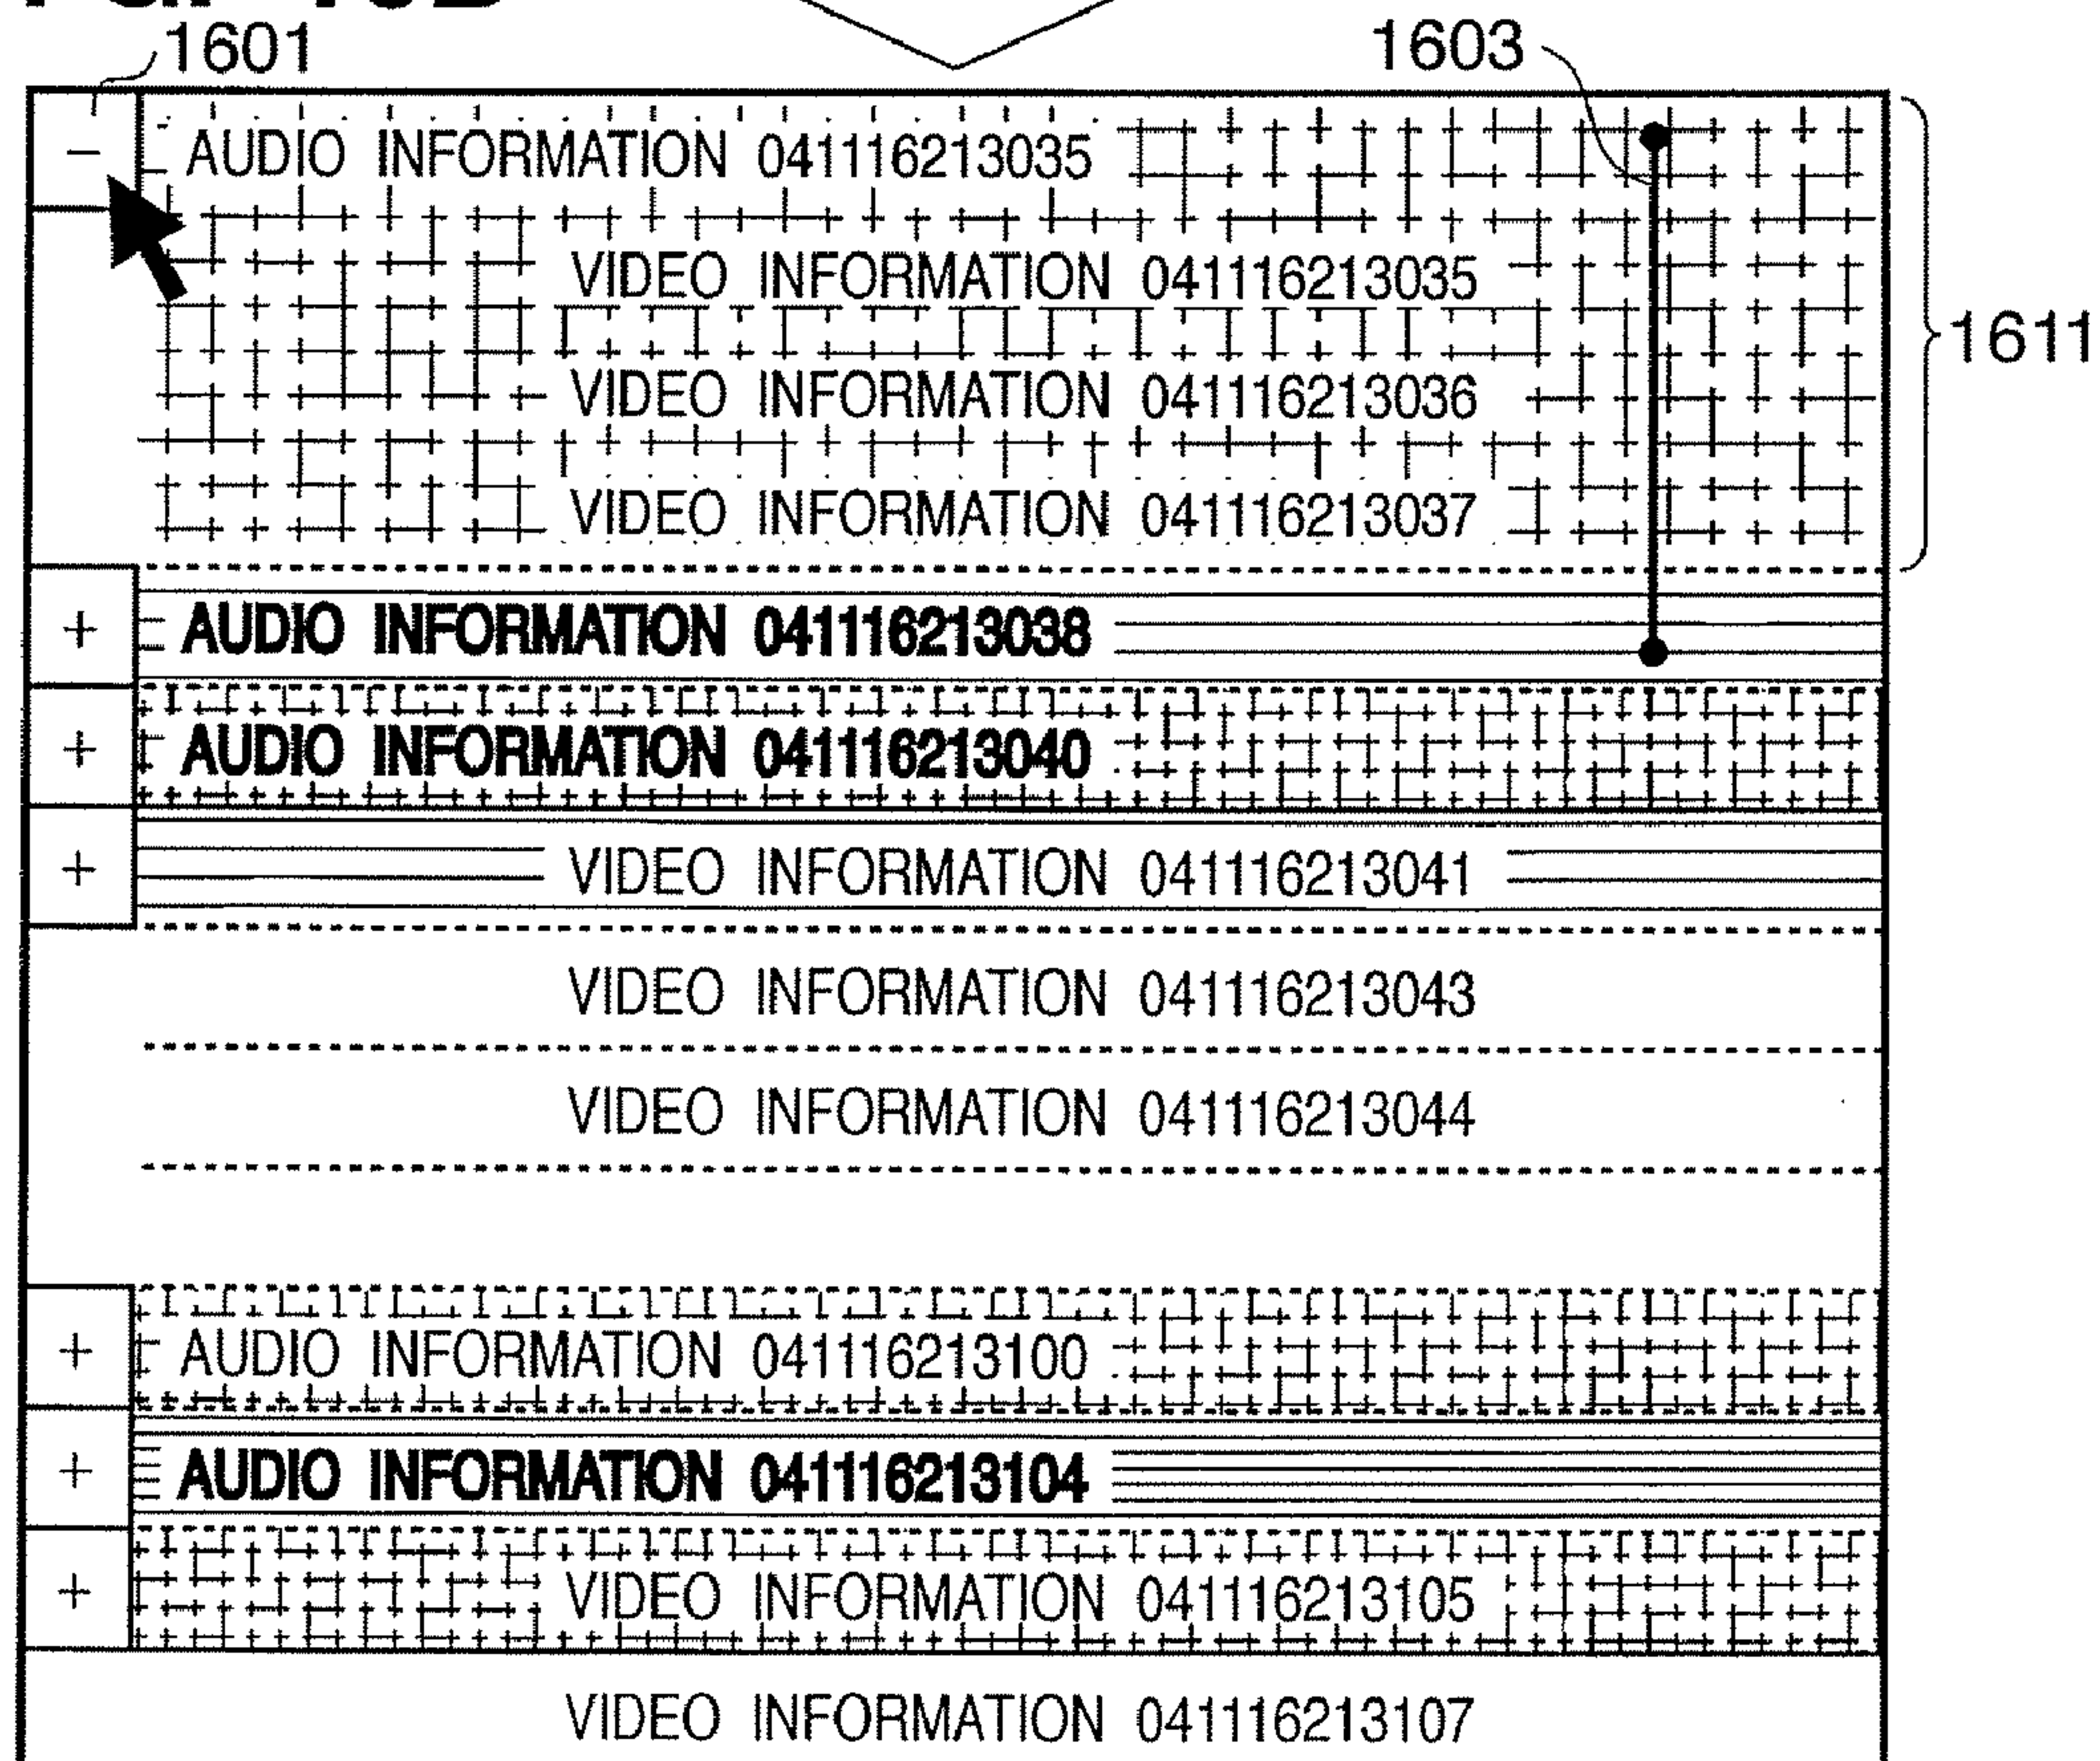 1601
1603
- AUDIO INFORMATION 041116213035
VIDEO INFORMATION 041116213035
1611
VIDEO INFORMATION 041116213036
VIDEO INFORMATION 041116213037
+ AUDIO INFORMATION 041116213038
+ AUDIO INFORMATION 041116213040
+ VIDEO INFORMATION 041116213041
VIDEO INFORMATION 041116213043
VIDEO INFORMATION 041116213044
+ AUDIO INFORMATION 041116213100
+ AUDIO INFORMATION 041116213104
+ VIDEO INFORMATION 041116213105
VIDEO INFORMATION 041116213107